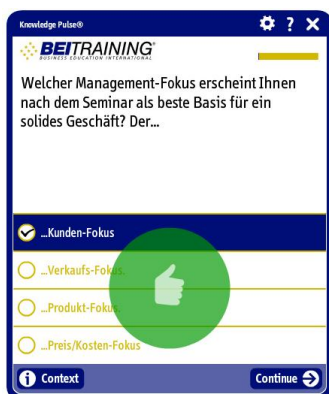 Knowledge Pulse®
?
BEITRAINING®
BUSINESS EDUCATION INTERNATIONAL
Welcher Management-Fokus erscheint Ihnen
nach dem Seminar als beste Basis für ein
solides Geschäft? Der...
...Kunden-Fokus
...Verkaufs-Fokus
...Produkt-Fokus
...Preis/Kosten-Fokus
i Context
Continue